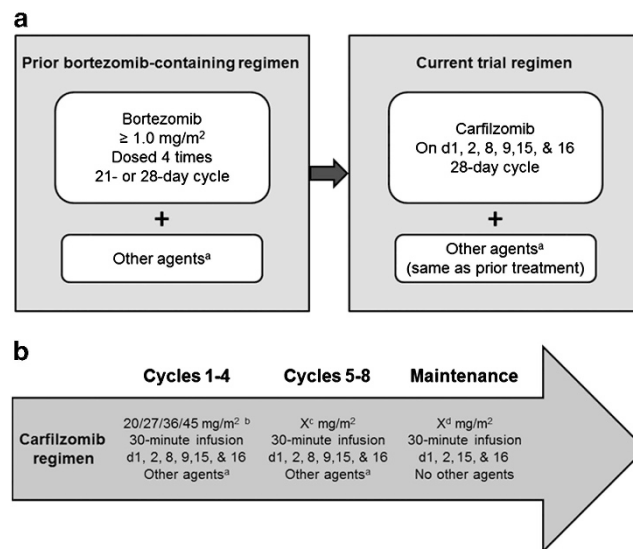 a
Prior bortezomib-containing regimen
Bortezomib
≥ 1.0 mg/m²
Dosed 4 times
21- or 28-day cycle
+
Other agentsᵃ
Current trial regimen
Carfilzomib
On d1, 2, 8, 9,15, & 16
28-day cycle
+
Other agentsᵃ
(same as prior treatment)
b
Carfilzomib
regimen
Cycles 1-4
20/27/36/45 mg/m² ᵇ
30-minute infusion
d1, 2, 8, 9,15, & 16
Other agentsᵃ
Cycles 5-8
Xᶜ mg/m²
30-minute infusion
d1, 2, 8, 9,15, & 16
Other agentsᵃ
Maintenance
Xᵈ mg/m²
30-minute infusion
d1, 2,15, & 16
No other agents